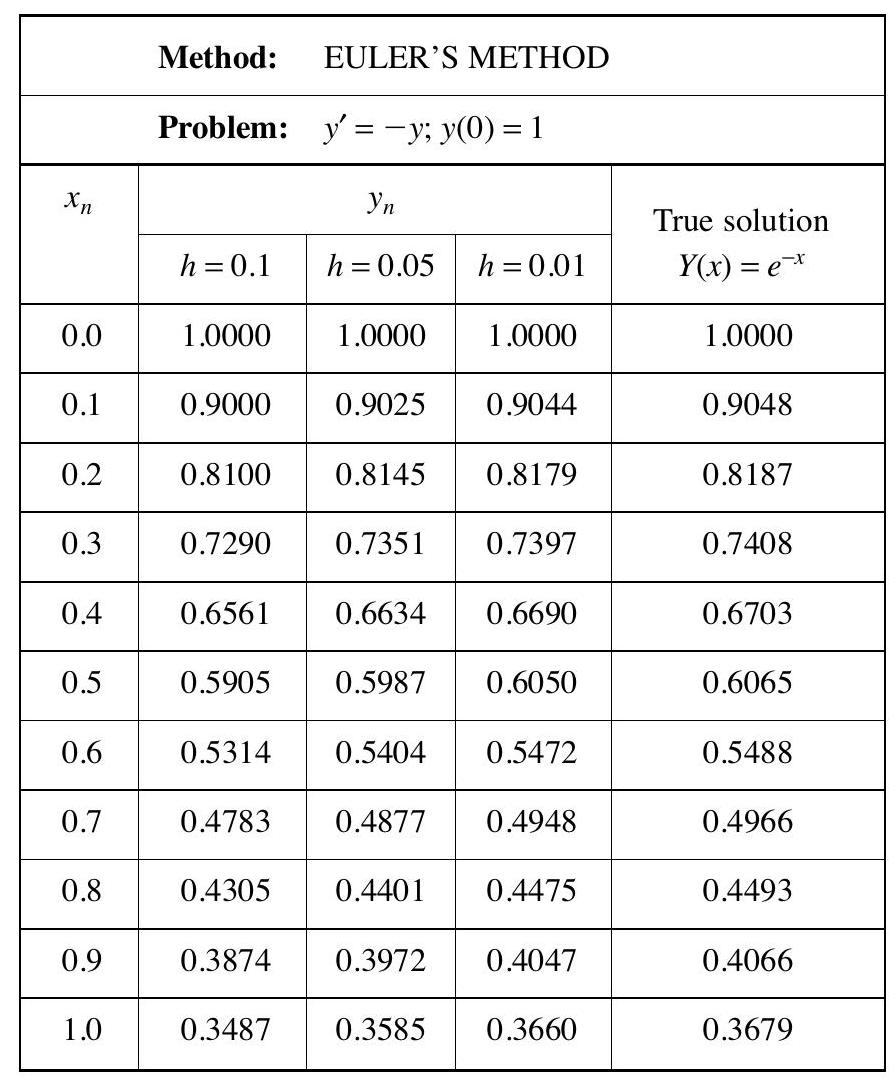 Method: EULER'S METHOD
Problem: y′ = −y; y(0) = 1
xn yn True solution
h = 0.1 h = 0.05 h = 0.01 Y(x) = e^−x
0.0 1.0000 1.0000 1.0000 1.0000
0.1 0.9000 0.9025 0.9044 0.9048
0.2 0.8100 0.8145 0.8179 0.8187
0.3 0.7290 0.7351 0.7397 0.7408
0.4 0.6561 0.6634 0.6690 0.6703
0.5 0.5905 0.5987 0.6050 0.6065
0.6 0.5314 0.5404 0.5472 0.5488
0.7 0.4783 0.4877 0.4948 0.4966
0.8 0.4305 0.4401 0.4475 0.4493
0.9 0.3874 0.3972 0.4047 0.4066
1.0 0.3487 0.3585 0.3660 0.3679